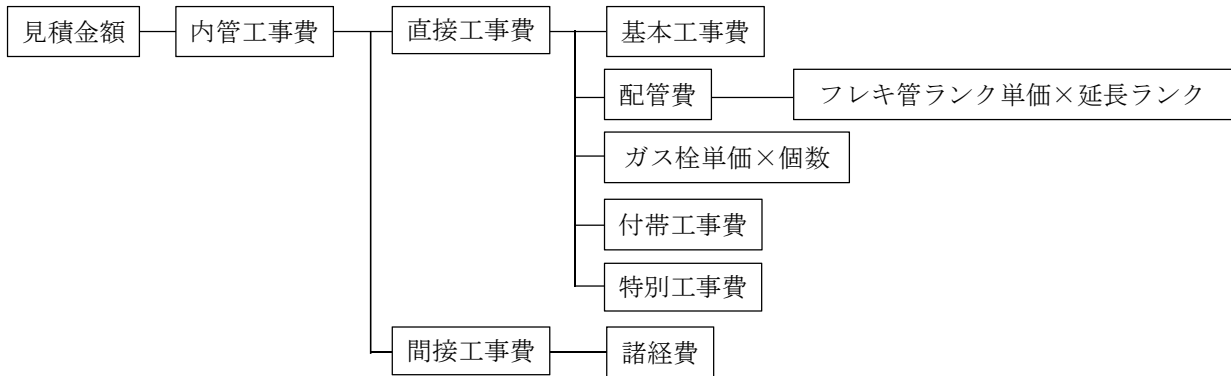 見積金額
内管工事費
直接工事費
基本工事費
配管費
フレキ管ランク単価×延長ランク
ガス栓単価×個数
付帯工事費
特別工事費
間接工事費
諸経費